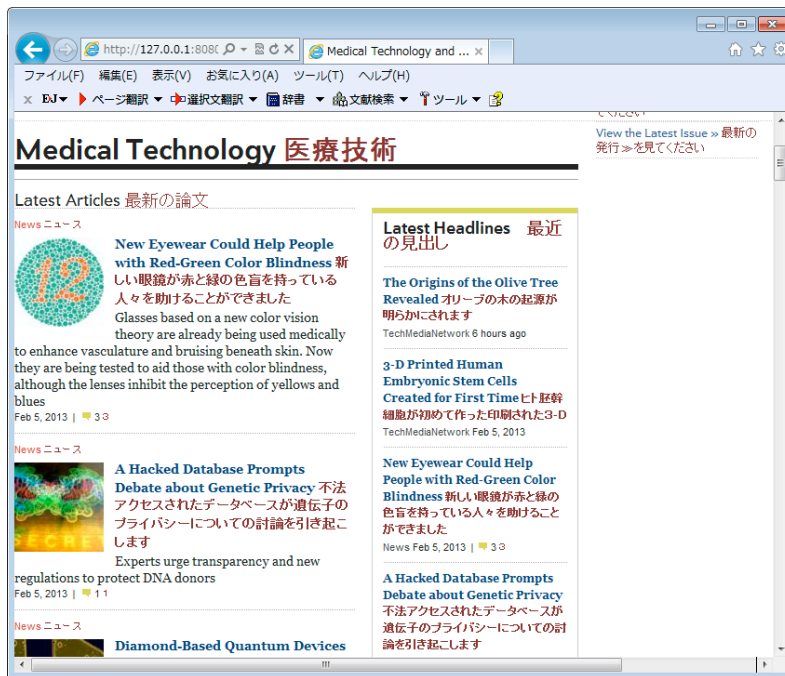 http://127.0.0.1:808
Medical Technology and ...
ファイル(F) 編集(E) 表示(V) お気に入り(A) ツール(T) ヘルプ(H)
× EJ ページ翻訳 選択文翻訳 辞書 文献検索 ツール
てください
View the Latest Issue » 最新の
発行≫を見てください
Medical Technology 医療技術
Latest Articles 最新の論文
News ニュース
12
New Eyewear Could Help People
with Red-Green Color Blindness 新
しい眼鏡が赤と緑の色盲を持っている
人々を助けることができました
Glasses based on a new color vision
theory are already being used medically
to enhance vasculature and bruising beneath skin. Now
they are being tested to aid those with color blindness,
although the lenses inhibit the perception of yellows and
blues
Feb 5, 2013 | 3 3
News ニュース
SECRE
A Hacked Database Prompts
Debate about Genetic Privacy 不法
アクセスされたデータベースが遺伝子の
プライバシーについての討論を引き起こ
します
Experts urge transparency and new
regulations to protect DNA donors
Feb 5, 2013 | 1 1
News ニュース
Diamond-Based Quantum Devices
Latest Headlines 最近
の見出し
The Origins of the Olive Tree
Revealed オリーブの木の起源が
明らかにされます
TechMediaNetwork 6 hours ago
3-D Printed Human
Embryonic Stem Cells
Created for First Time ヒト胚幹
細胞が初めて作った印刷された3-D
TechMediaNetwork Feb 5, 2013
New Eyewear Could Help
People with Red-Green Color
Blindness 新しい眼鏡が赤と緑の
色盲を持っている人々を助けること
ができました
News Feb 5, 2013 | 3 3
A Hacked Database Prompts
Debate about Genetic Privacy
不法アクセスされたデータベースが
遺伝子のプライバシーについての討
論を引き起こします